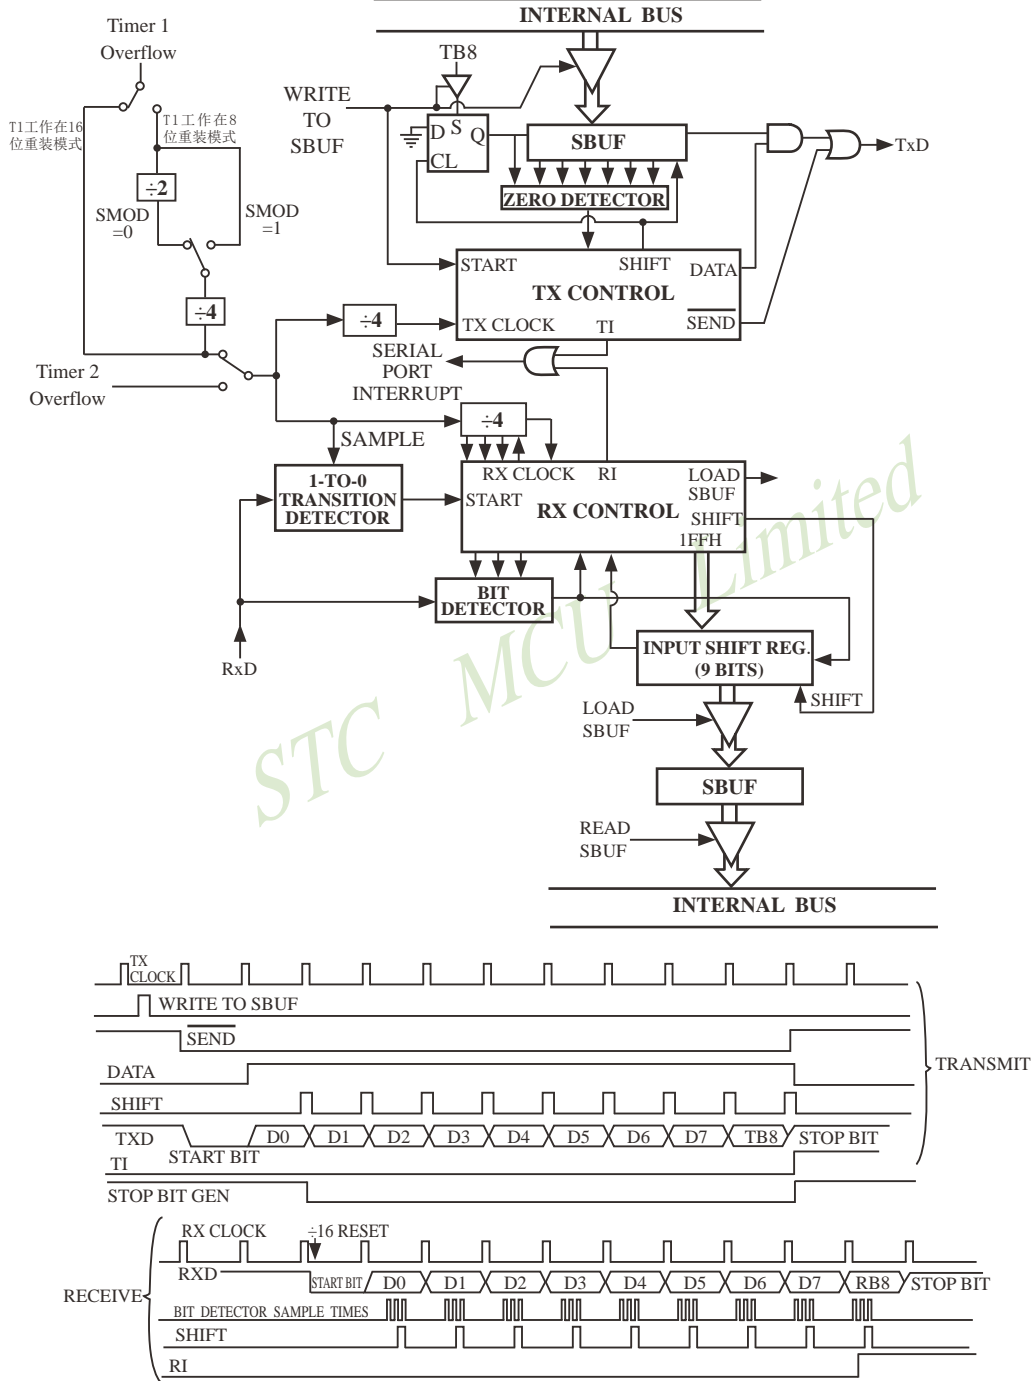 INTERNAL BUS
Timer 1
Overflow
TB8
WRITE
TO
SBUF
T1工作在16
位重装模式
T1工作在8
位重装模式
D S Q
CL
SBUF
TxD
÷2
ZERO DETECTOR
SMOD
=0
SMOD
=1
START
SHIFT
DATA
TX CONTROL
÷4
÷4
TX CLOCK
TI
SEND
SERIAL
PORT
INTERRUPT
Timer 2
Overflow
÷4
SAMPLE
1-TO-0
TRANSITION
DETECTOR
START
RX CLOCK
RI
LOAD
SBUF
RX CONTROL
SHIFT
1FFH
BIT
DETECTOR
RxD
INPUT SHIFT REG.
(9 BITS)
SHIFT
LOAD
SBUF
SBUF
READ
SBUF
INTERNAL BUS
STC MCU Limited
TX
CLOCK
WRITE TO SBUF
SEND
DATA
TRANSMIT
SHIFT
TXD START BIT D0 D1 D2 D3 D4 D5 D6 D7 TB8 STOP BIT
TI
STOP BIT GEN
RX CLOCK ÷16 RESET
RXD START BIT D0 D1 D2 D3 D4 D5 D6 D7 RB8 STOP BIT
RECEIVE
BIT DETECTOR SAMPLE TIMES
SHIFT
RI